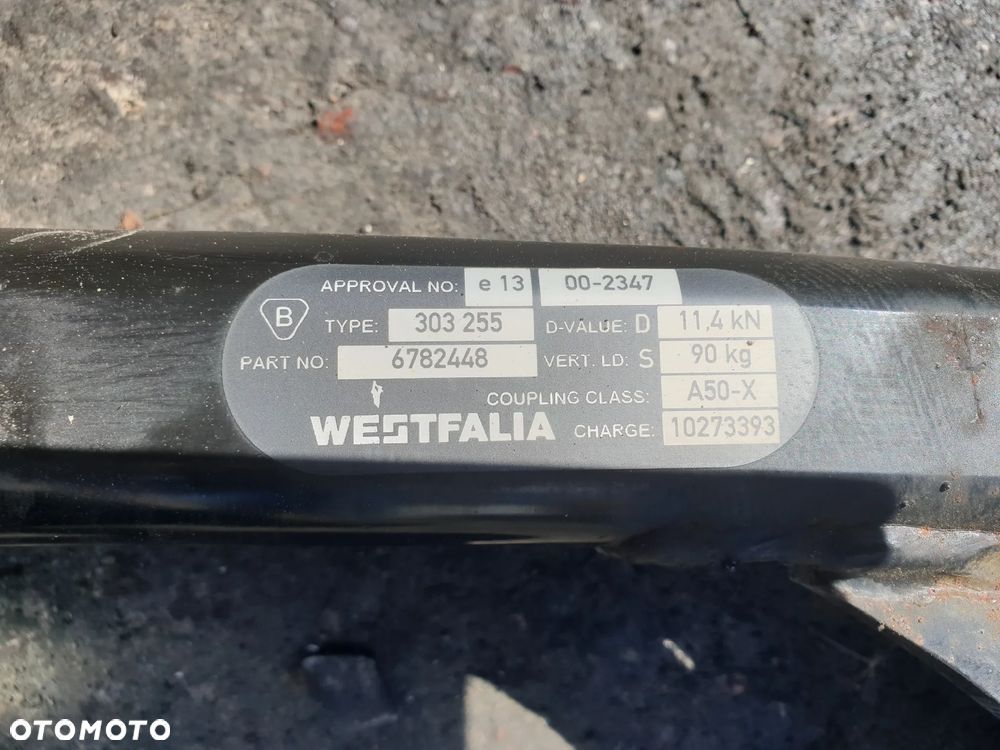 APPROVAL NO: e 13 00-2347
B TYPE: 303 255 D-VALUE: D 11,4 kN
PART NO: 6782448 VERT. LD: S 90 kg
COUPLING CLASS: A50-X
WESTFALIA CHARGE: 10273393
OTOMOTO